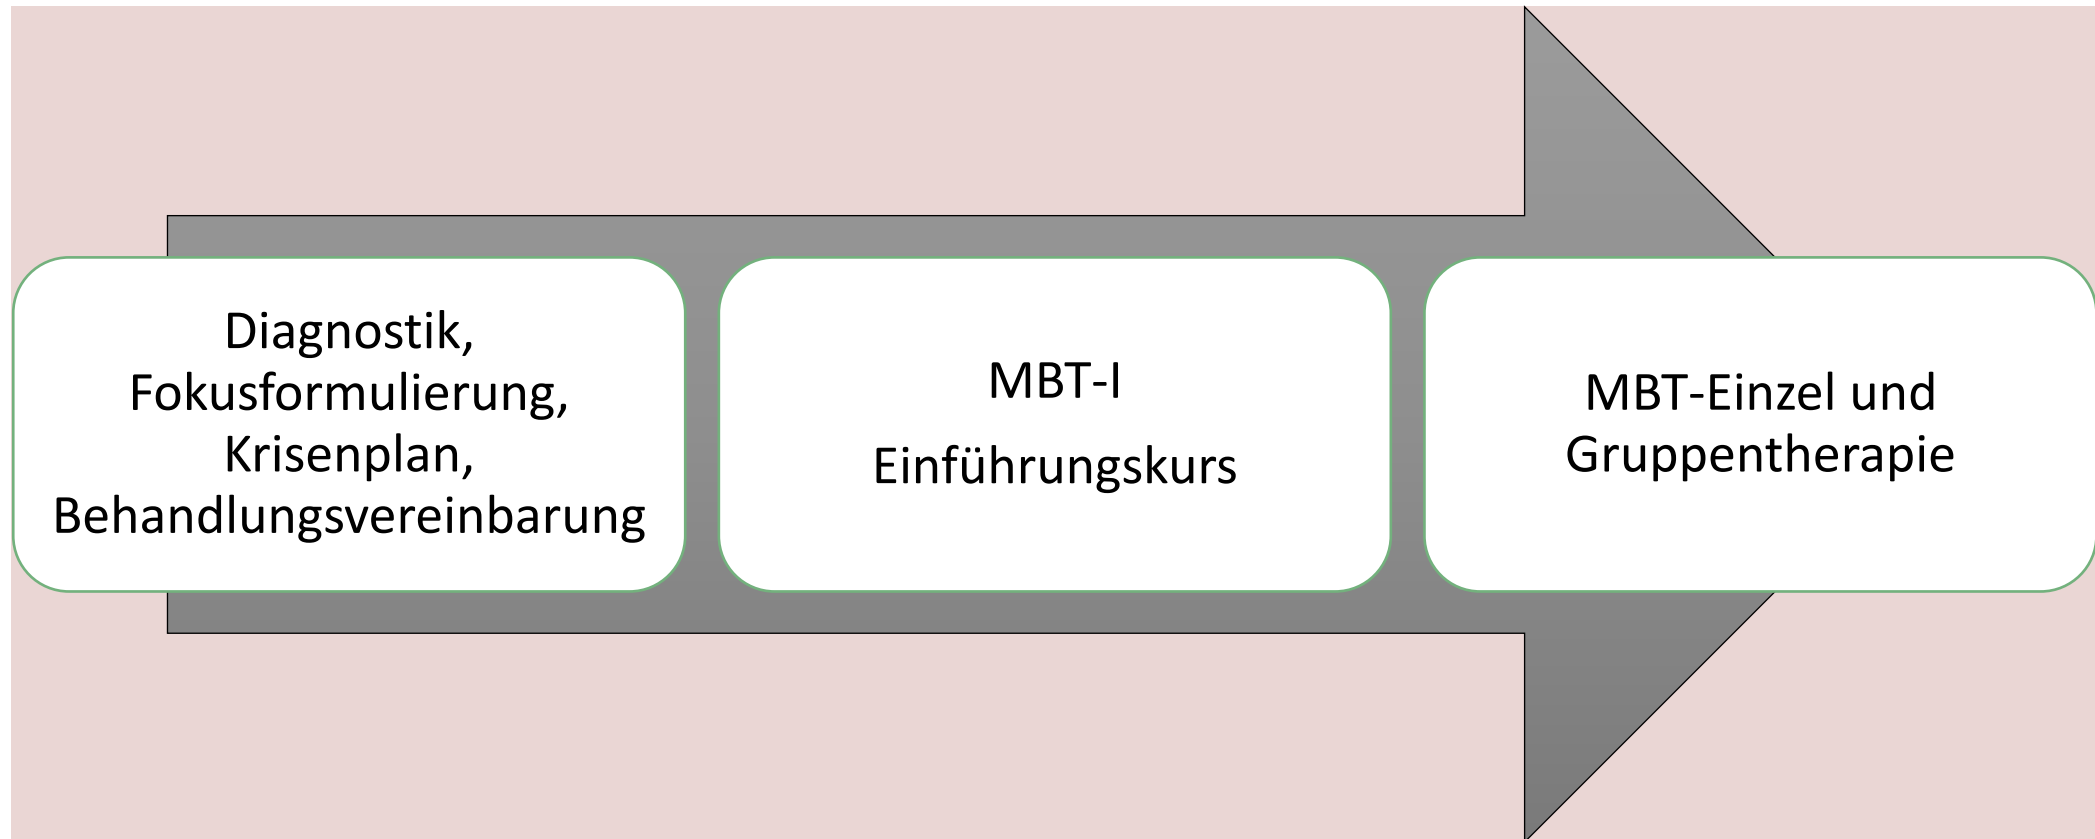 Diagnostik,
Fokusformulierung,
Krisenplan,
Behandlungsvereinbarung
MBT-I
Einführungskurs
MBT-Einzel und
Gruppentherapie